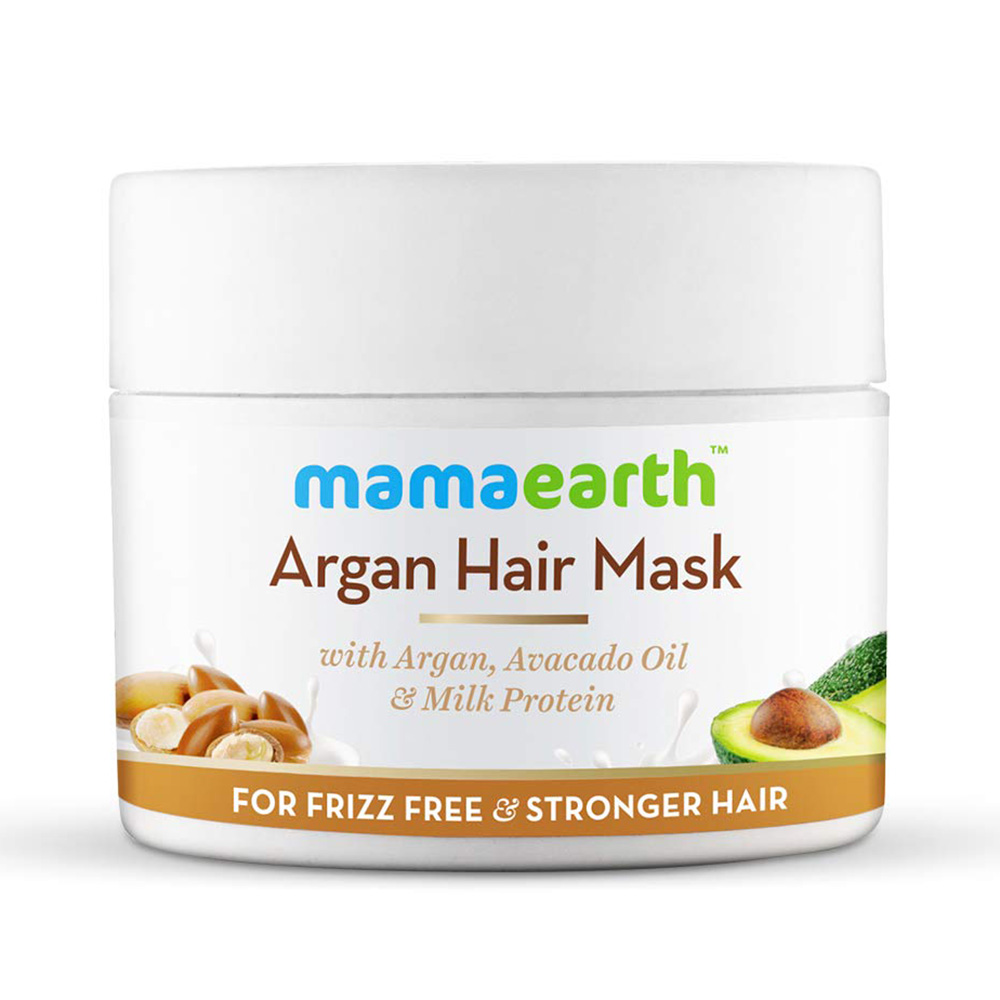 mamaearth™
Argan Hair Mask
with Argan, Avacado Oil
& Milk Protein
FOR FRIZZ FREE & STRONGER HAIR